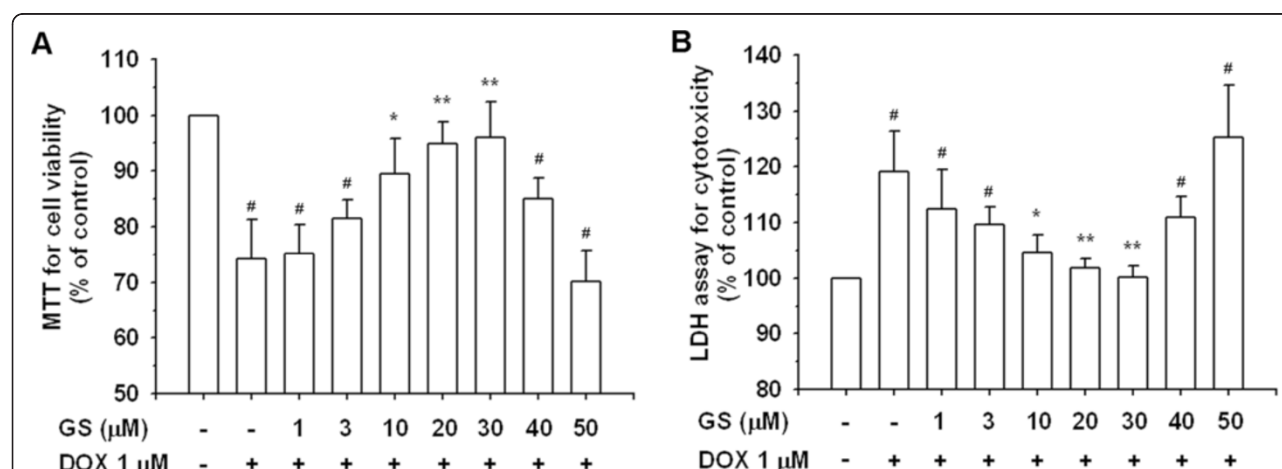 A
MTT for cell viability
(% of control)
110
100
90
80
70
60
50
# # # * ** ** # #
GS (μM) - - 1 3 10 20 30 40 50
DOX 1 μM - + + + + + + + +
B
LDH assay for cytotoxicity
(% of control)
140
130
120
110
100
90
80
# # # * ** ** # #
GS (μM) - - 1 3 10 20 30 40 50
DOX 1 μM - + + + + + + + +